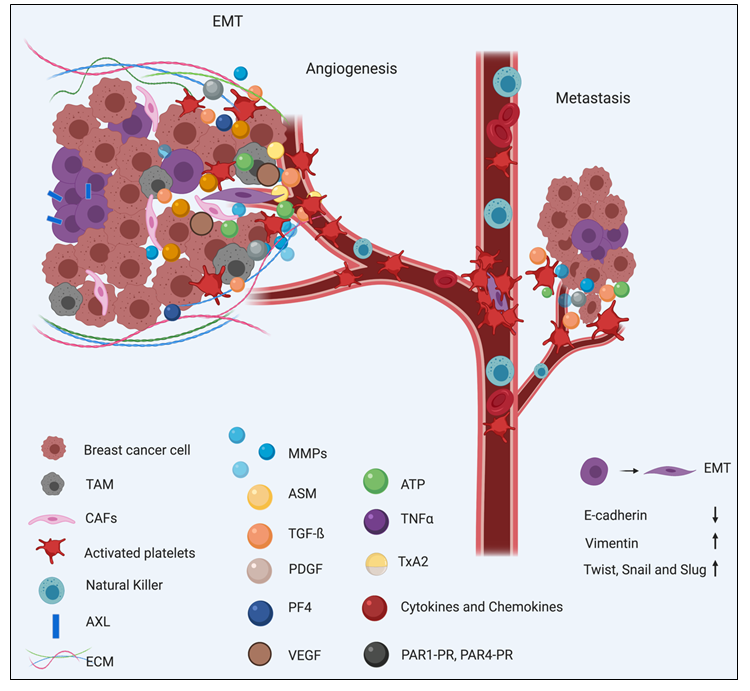 EMT
Angiogenesis
Metastasis
Breast cancer cell
TAM
CAFs
Activated platelets
Natural Killer
AXL
ECM
MMPs
ASM
TGF-ß
PDGF
PF4
VEGF
ATP
TNFα
TxA2
Cytokines and Chemokines
PAR1-PR, PAR4-PR
EMT
E-cadherin ↓
Vimentin ↑
Twist, Snail and Slug ↑